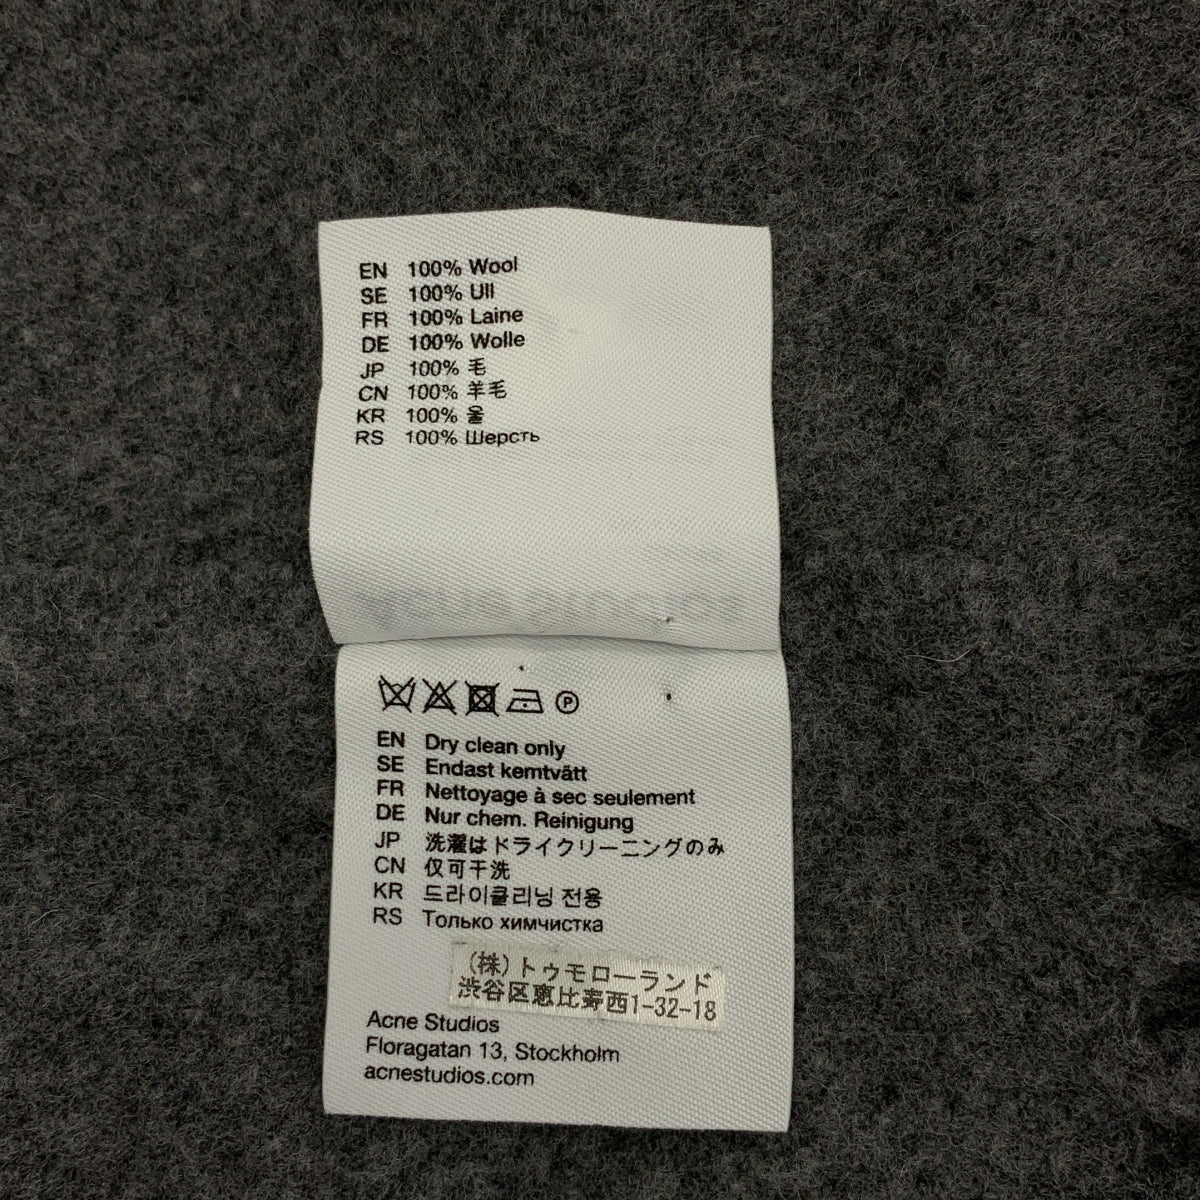 EN 100% Wool
SE 100% Ull
FR 100% Laine
DE 100% Wolle
JP 100% 毛
CN 100% 羊毛
KR 100% 울
RS 100% Шерсть
P
EN Dry clean only
SE Endast kemtvätt
FR Nettoyage à sec seulement
DE Nur chem. Reinigung
JP 洗濯はドライクリーニングのみ
CN 仅可干洗
KR 드라이클리닝 전용
RS Только химчистка
(株)トゥモローランド
渋谷区恵比寿西1-32-18
Acne Studios
Floragatan 13, Stockholm
acnestudios.com